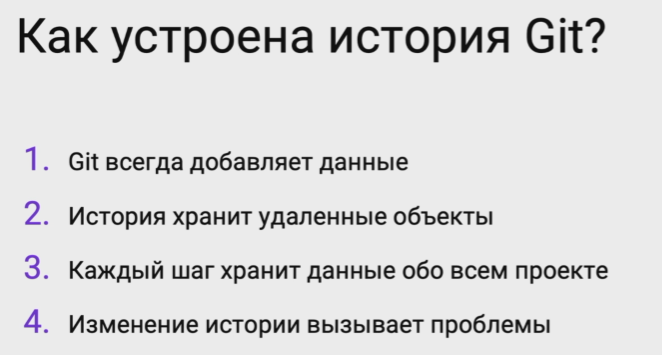 Как устроена история Git?
1. Git всегда добавляет данные
2. История хранит удаленные объекты
3. Каждый шаг хранит данные обо всем проекте
4. Изменение истории вызывает проблемы